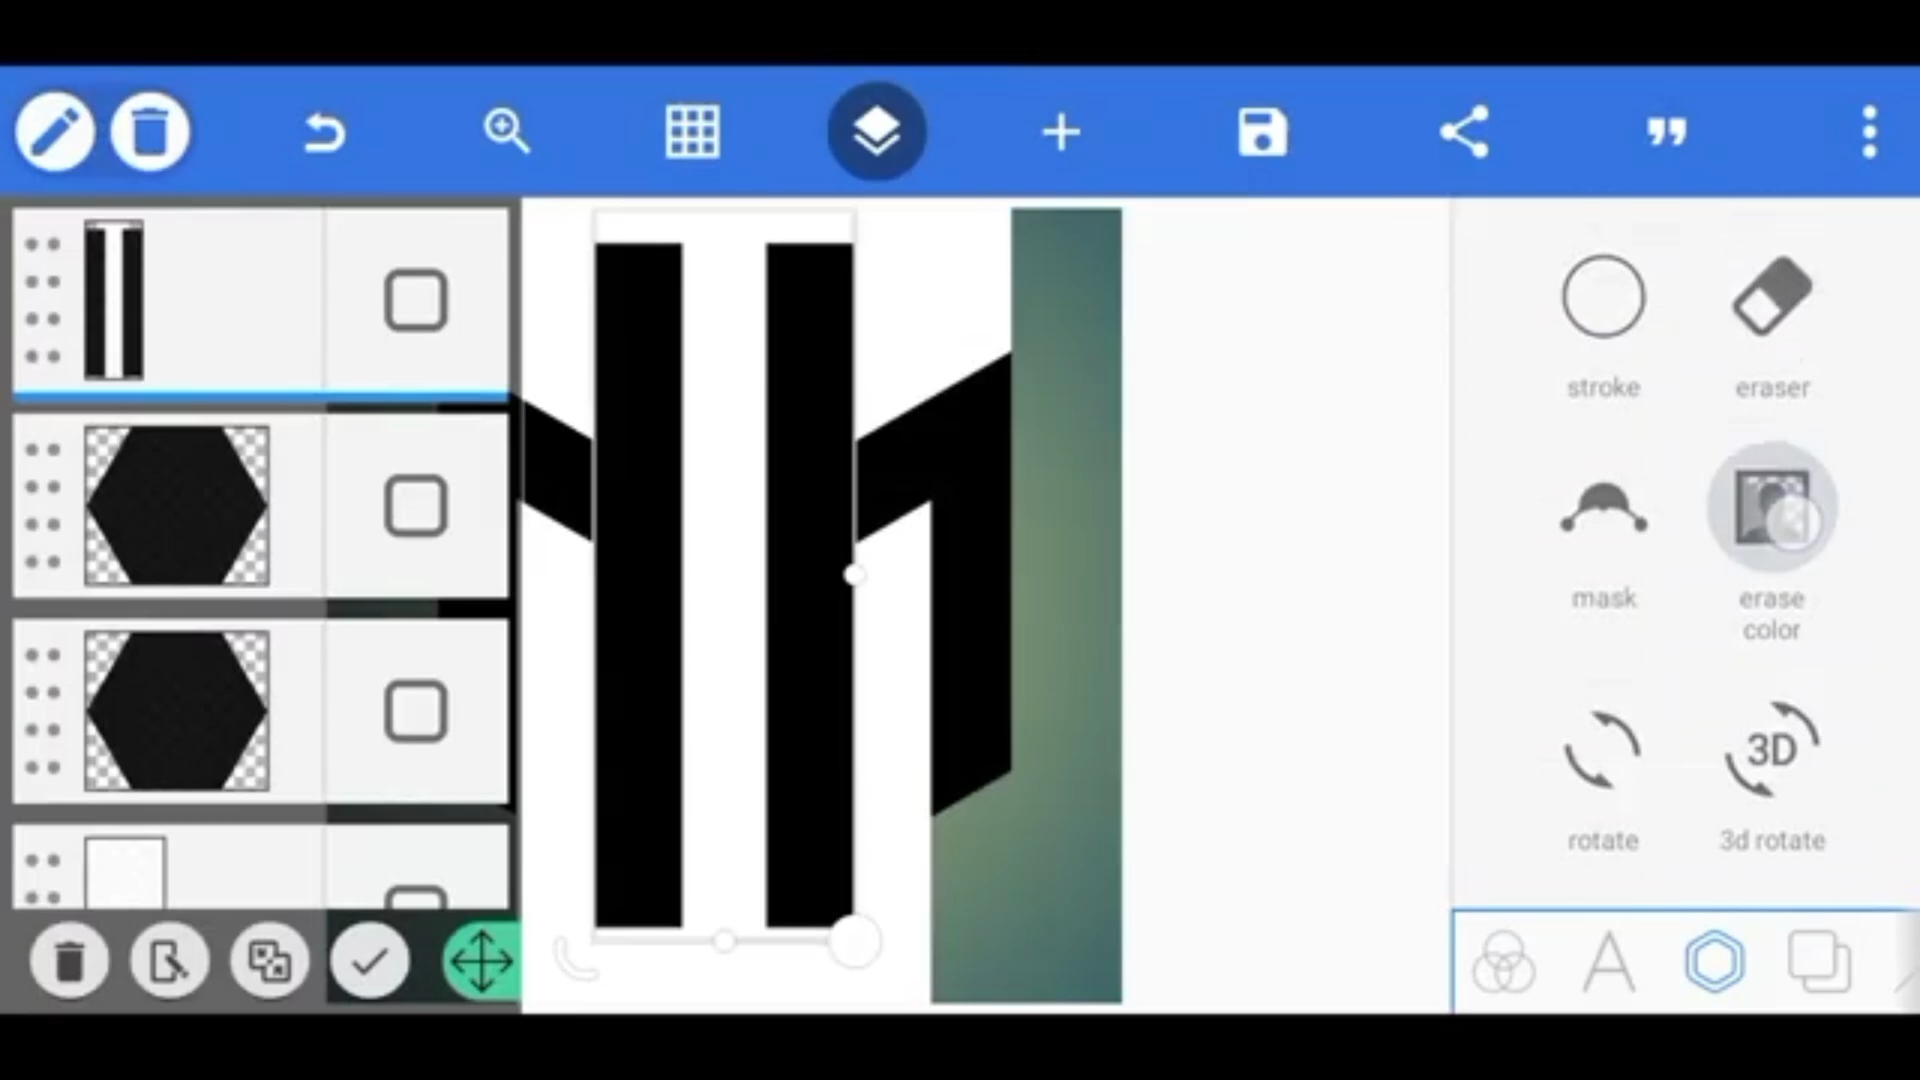 stroke
eraser
mask
erase
color
3D
rotate
3d rotate
A